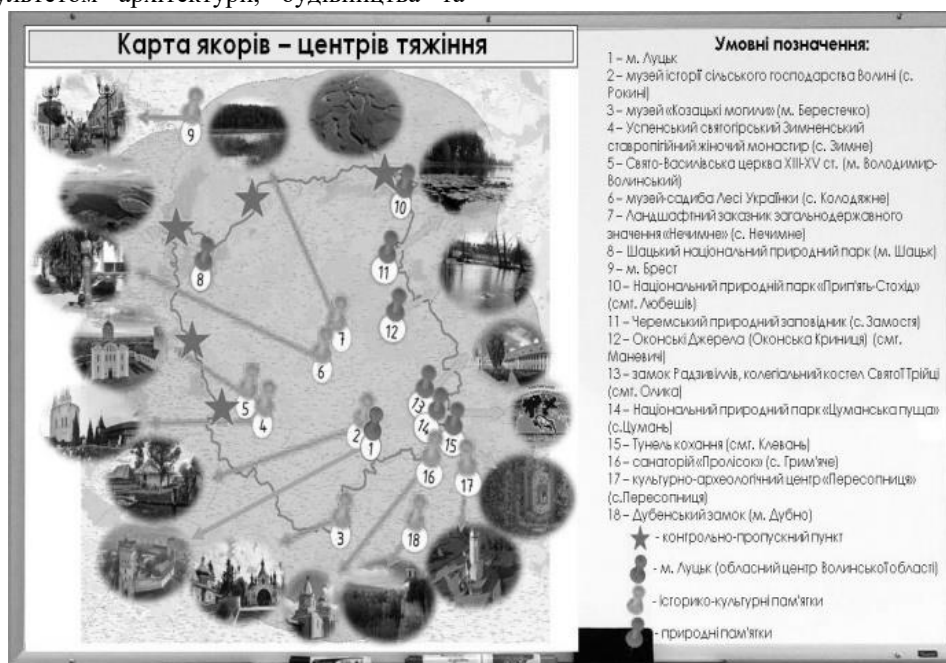 ультетом архітектури, будівництва та
Карта якорів – центрів тяжіння
9
10
8
11
7
12
6
5
4
13
14
2
1
15
16
17
3
18
Умовні позначення:
1 – м. Луцьк
2 – музей історії сільського господарства Волині (с.
Рокині)
3 – музей «Козацькі могили» (м. Берестечко)
4 – Успенський святогірський Зимненський
ставропігійний жіночий монастир (с. Зимне)
5 – Свято-Василівська церква XIII-XV ст. (м. Володимир-
Волинський)
6 – музей-садиба Лесі Українки (с. Колодяжне)
7 – Ландшафтний заказник загальнодержавного
значення «Нечимне» (с. Нечимне)
8 – Шацький національний природний парк (м. Шацьк)
9 – м. Брест
10 – Національний природній парк «Прип'ять-Стохід»
(смт. Любешів)
11 – Черемський природний заповідник (с. Замостя)
12 – Оконські Джерела (Оконська Криниця) (смт.
Маневичі)
13 – замок Радзивіллів, колегіальний костел Святої Трійці
(смт. Олика)
14 – Національний природний парк «Цуманська пуща»
(с.Цумань)
15 – Тунель кохання (смт. Клевань)
16 – санаторій «Пролісок» (с. Грим'яче)
17 – культурно-археологічний центр «Пересопниця»
(с.Пересопниця)
18 – Дубенський замок (м. Дубно)
- контрольно-пропускний пункт
- м. Луцьк (обласний центр Волинської області)
- історико-культурні пам'ятки
- природні пам'ятки